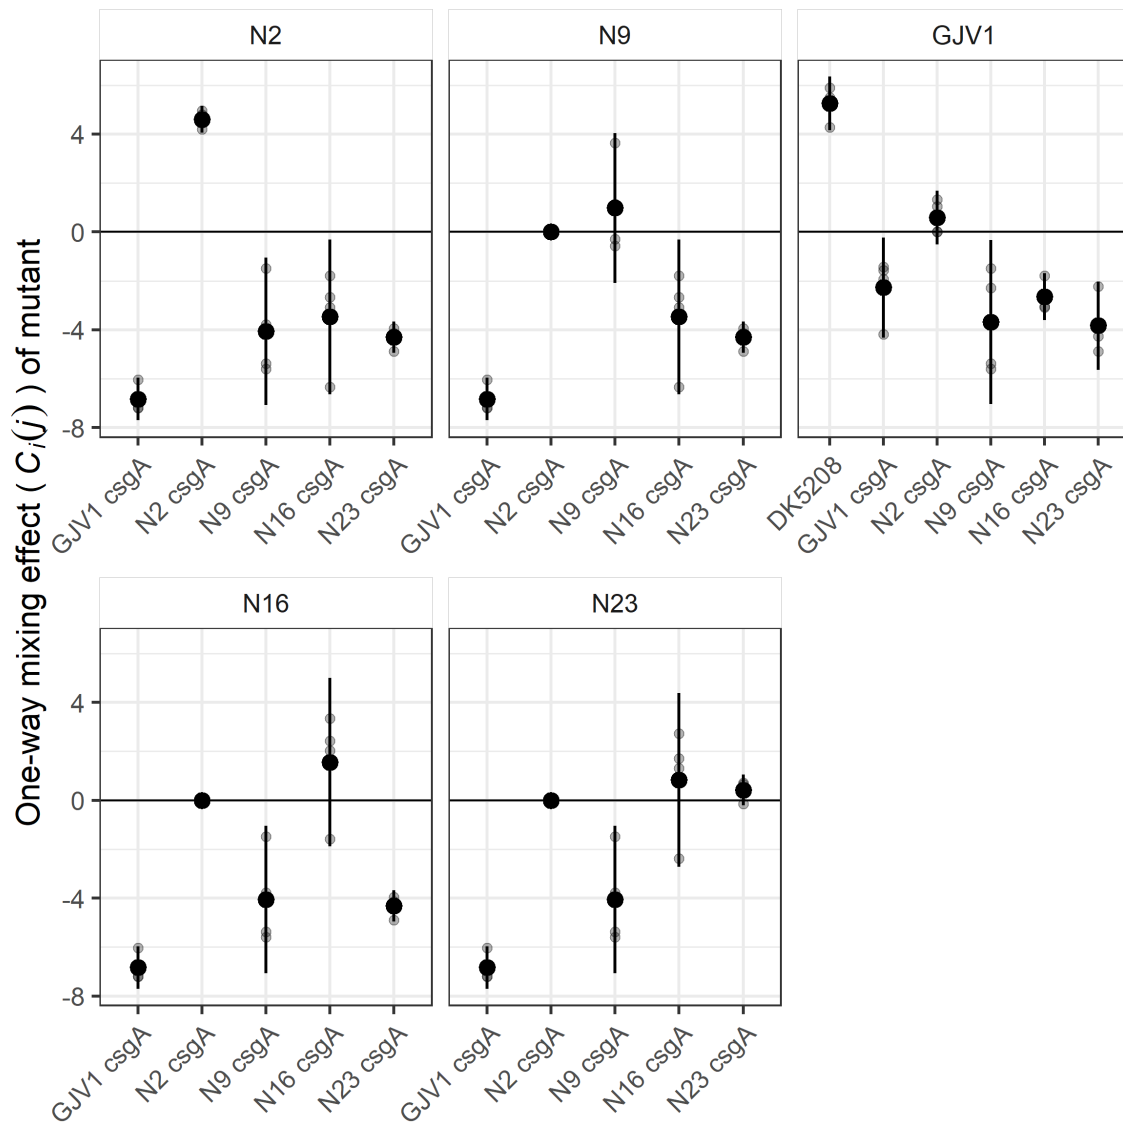 One-way mixing effect ( Cᵢ(j) ) of mutant
N2
N9
GJV1
4
0
-4
-8
GJV1 csgA
N2 csgA
N9 csgA
N16 csgA
N23 csgA
GJV1 csgA
N2 csgA
N9 csgA
N16 csgA
N23 csgA
DK5208
GJV1 csgA
N2 csgA
N9 csgA
N16 csgA
N23 csgA
N16
N23
4
0
-4
-8
GJV1 csgA
N2 csgA
N9 csgA
N16 csgA
N23 csgA
GJV1 csgA
N2 csgA
N9 csgA
N16 csgA
N23 csgA